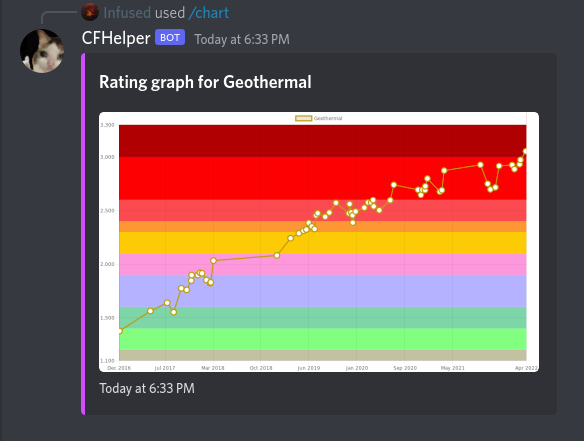 Infused used /chart
CFHelper BOT Today at 6:33 PM
Rating graph for Geothermal
Geothermal
3,300
3,000
2,500
2,000
1,500
1,100
Dec 2016 Jul 2017 Mar 2018 Oct 2018 Jun 2019 Jan 2020 Sep 2020 May 2021 Apr 2022
Today at 6:33 PM